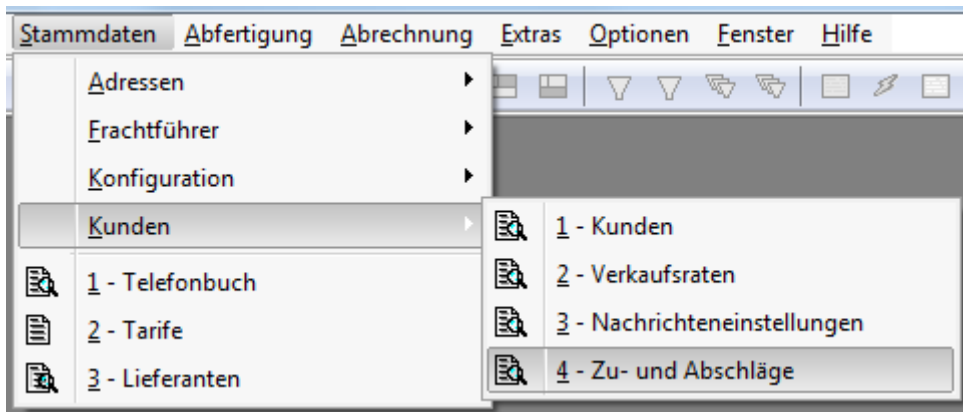 Stammdaten Abfertigung Abrechnung Extras Optionen Fenster Hilfe
Adressen
Frachtführer
Konfiguration
Kunden
1 - Telefonbuch
2 - Tarife
3 - Lieferanten
1 - Kunden
2 - Verkaufsraten
3 - Nachrichteneinstellungen
4 - Zu- und Abschläge